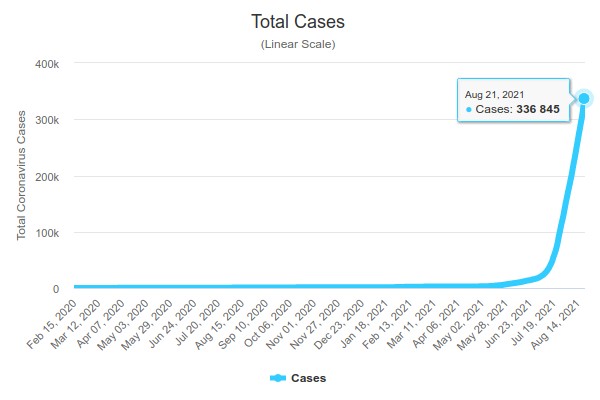 Total Cases
(Linear Scale)
Total Coronavirus Cases
400k
300k
200k
100k
0
Aug 21, 2021
Cases: 336 845
Feb 15, 2020
Mar 12, 2020
Apr 07, 2020
May 03, 2020
May 29, 2020
Jun 24, 2020
Jul 20, 2020
Aug 15, 2020
Sep 10, 2020
Oct 06, 2020
Nov 01, 2020
Nov 27, 2020
Dec 23, 2020
Jan 18, 2021
Feb 13, 2021
Mar 11, 2021
Apr 06, 2021
May 02, 2021
May 28, 2021
Jun 23, 2021
Jul 19, 2021
Aug 14, 2021
Cases